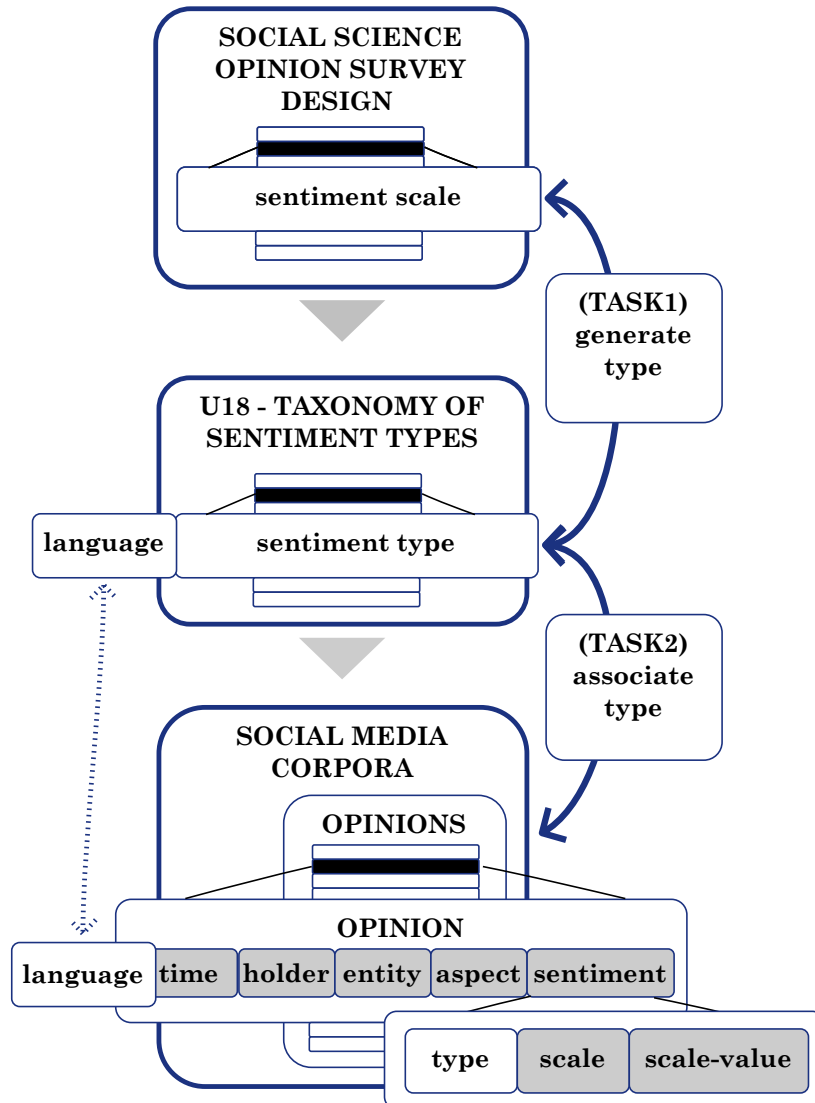 SOCIAL SCIENCE
OPINION SURVEY
DESIGN
sentiment scale
(TASK1)
generate
type
U18 - TAXONOMY OF
SENTIMENT TYPES
language
sentiment type
(TASK2)
associate
type
SOCIAL MEDIA
CORPORA
OPINIONS
OPINION
language
time
holder
entity
aspect
sentiment
type
scale
scale-value